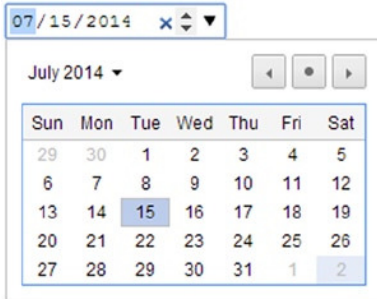 07/15/2014
July 2014
Sun Mon Tue Wed Thu Fri Sat
29 30 1 2 3 4 5
6 7 8 9 10 11 12
13 14 15 16 17 18 19
20 21 22 23 24 25 26
27 28 29 30 31 1 2